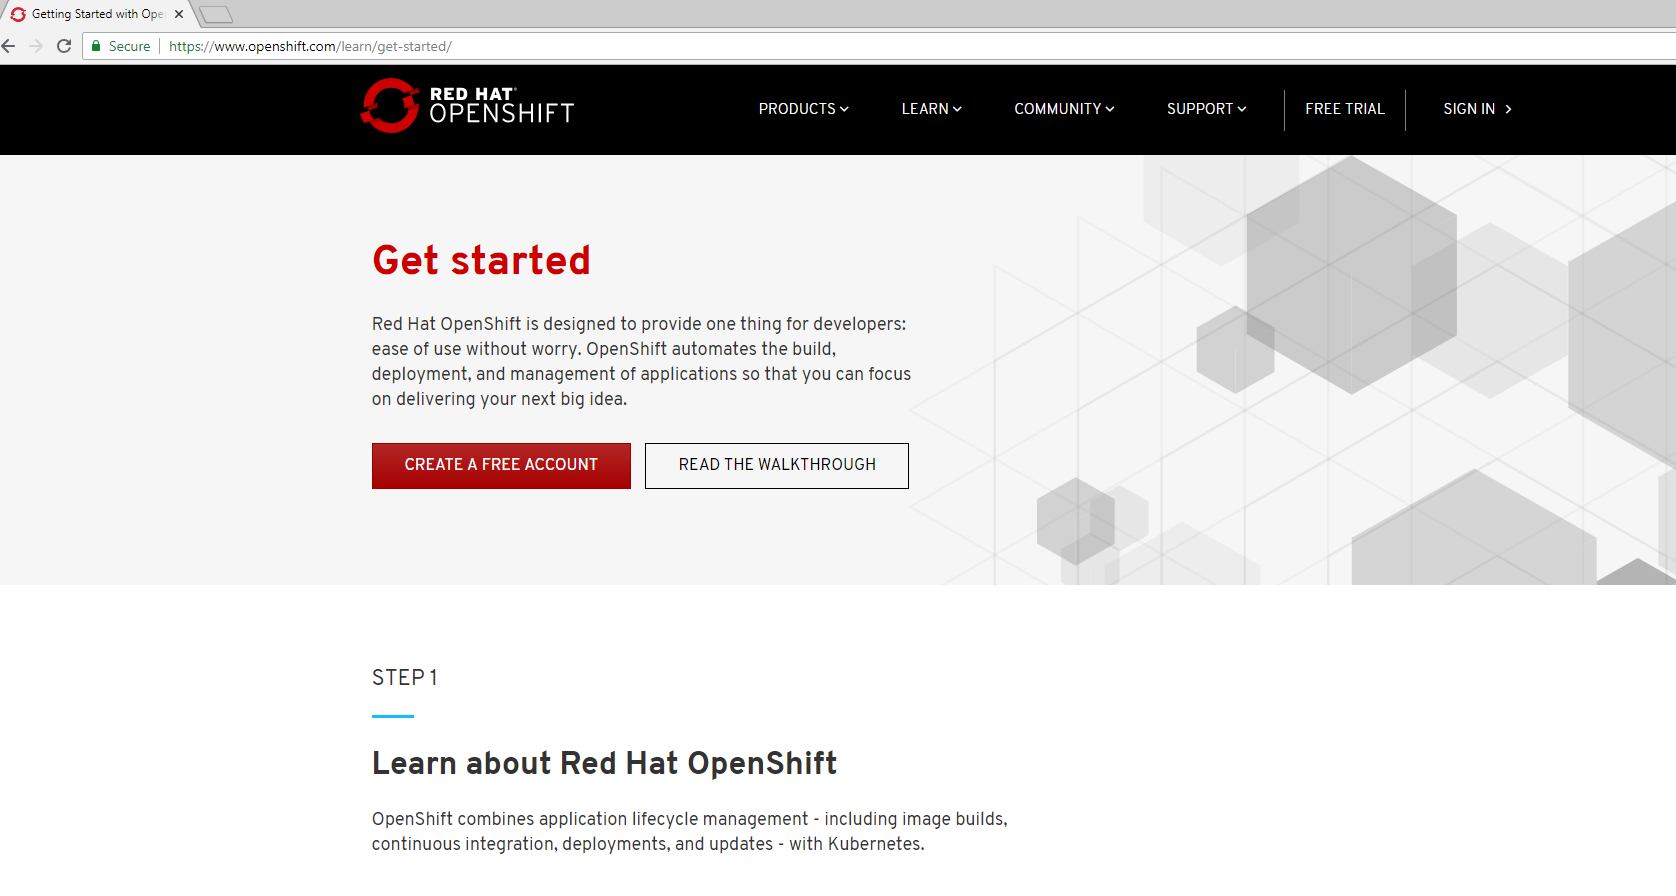 Getting Started with Ope
Secure
https://www.openshift.com/learn/get-started/
RED HAT®
OPENSHIFT
PRODUCTS
LEARN
COMMUNITY
SUPPORT
FREE TRIAL
SIGN IN
Get started
Red Hat OpenShift is designed to provide one thing for developers:
ease of use without worry. OpenShift automates the build,
deployment, and management of applications so that you can focus
on delivering your next big idea.
CREATE A FREE ACCOUNT
READ THE WALKTHROUGH
STEP 1
Learn about Red Hat OpenShift
OpenShift combines application lifecycle management - including image builds,
continuous integration, deployments, and updates - with Kubernetes.